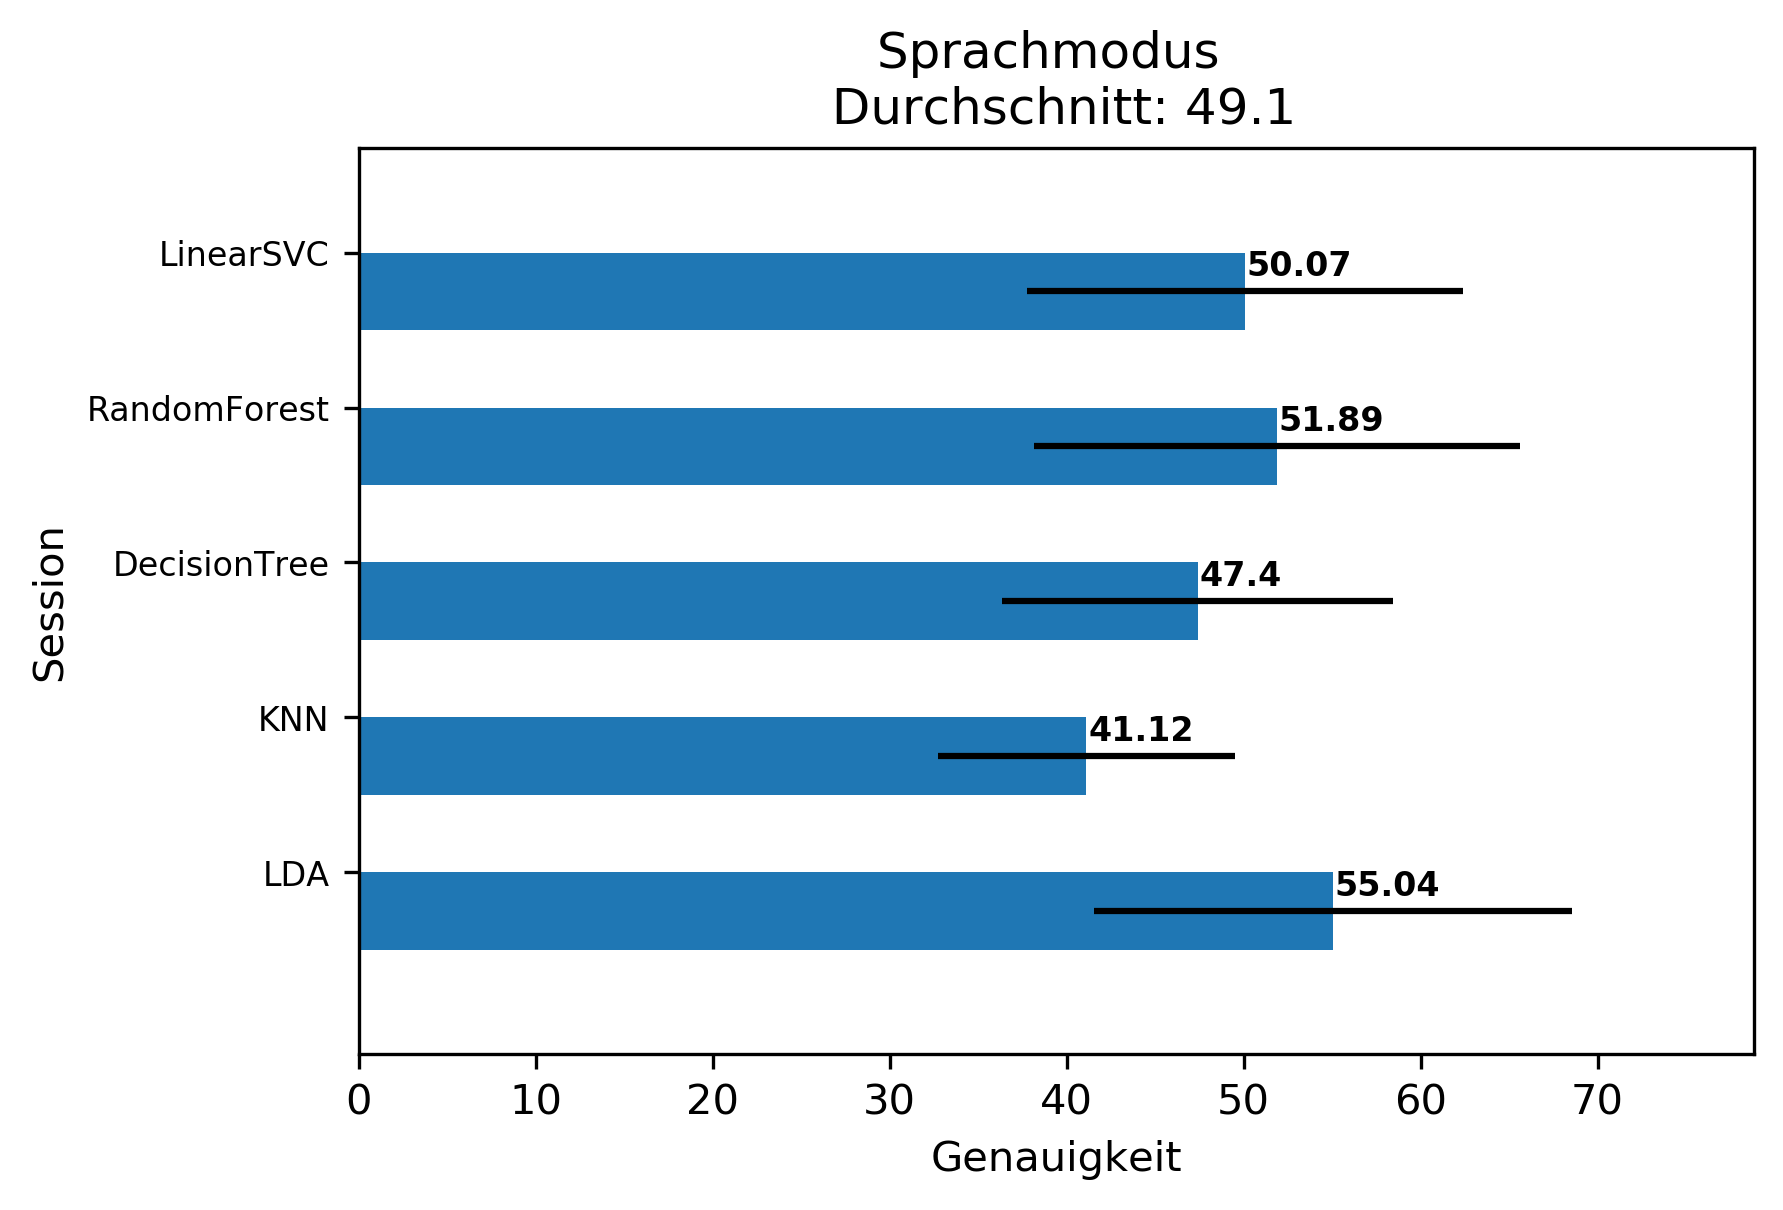 Sprachmodus
Durchschnitt: 49.1
LinearSVC
50.07
RandomForest
51.89
DecisionTree
47.4
KNN
41.12
LDA
55.04
Session
0 10 20 30 40 50 60 70
Genauigkeit